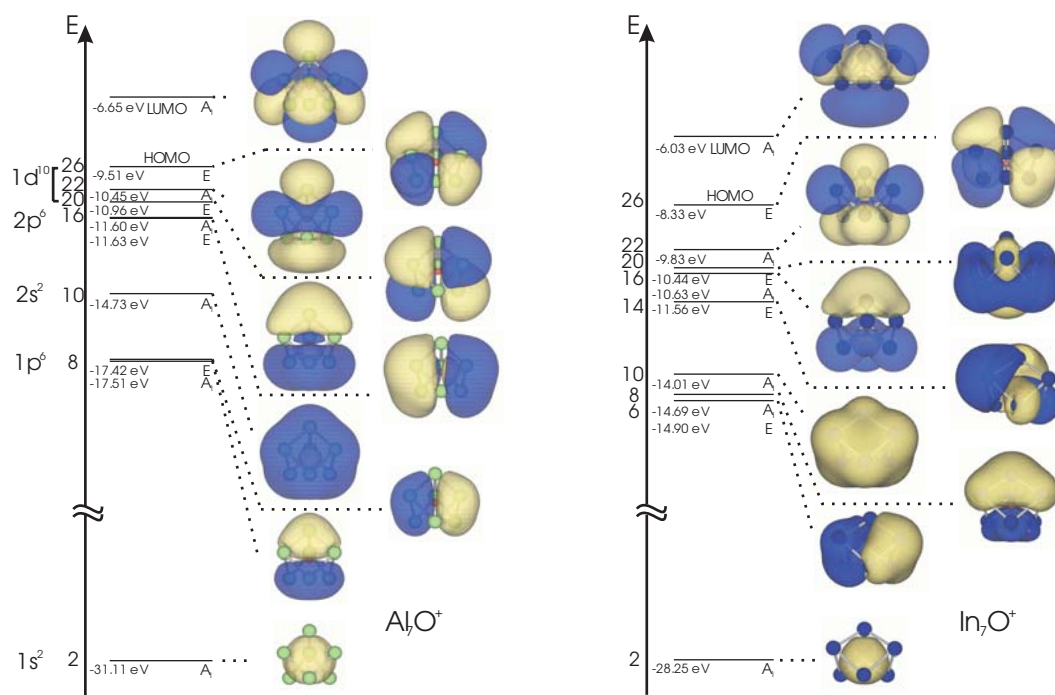 E
-6.65 eV LUMO A₁
HOMO
26
-9.51 eV E
1d¹⁰
22
-10.45 eV A₁
20
-10.96 eV E
2p⁶
16
-11.60 eV A₁
-11.63 eV E
2s²
10
-14.73 eV A₁
1p⁶
8
-17.42 eV E
-17.51 eV A₁
Al₇O⁺
1s²
2
-31.11 eV A₁
E
-6.03 eV LUMO A₁
HOMO
26
-8.33 eV E
22
-9.83 eV A₁
20
-10.44 eV E
16
-10.63 eV A₁
14
-11.56 eV E
10
-14.01 eV A₁
8
-14.69 eV A₁
6
-14.90 eV E
In₇O⁺
2
-28.25 eV A₁